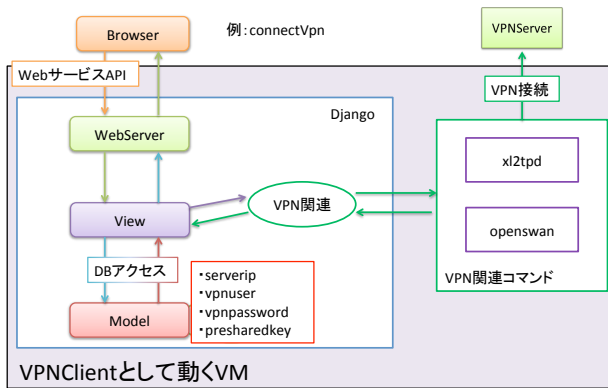 Browser
例:connectVpn
VPNServer
WebサービスAPI
VPN接続
Django
WebServer
xl2tpd
View
VPN関連
openswan
DBアクセス
VPN関連コマンド
・serverip
・vpnuser
・vpnpassword
・presharedkey
Model
VPNClientとして動くVM